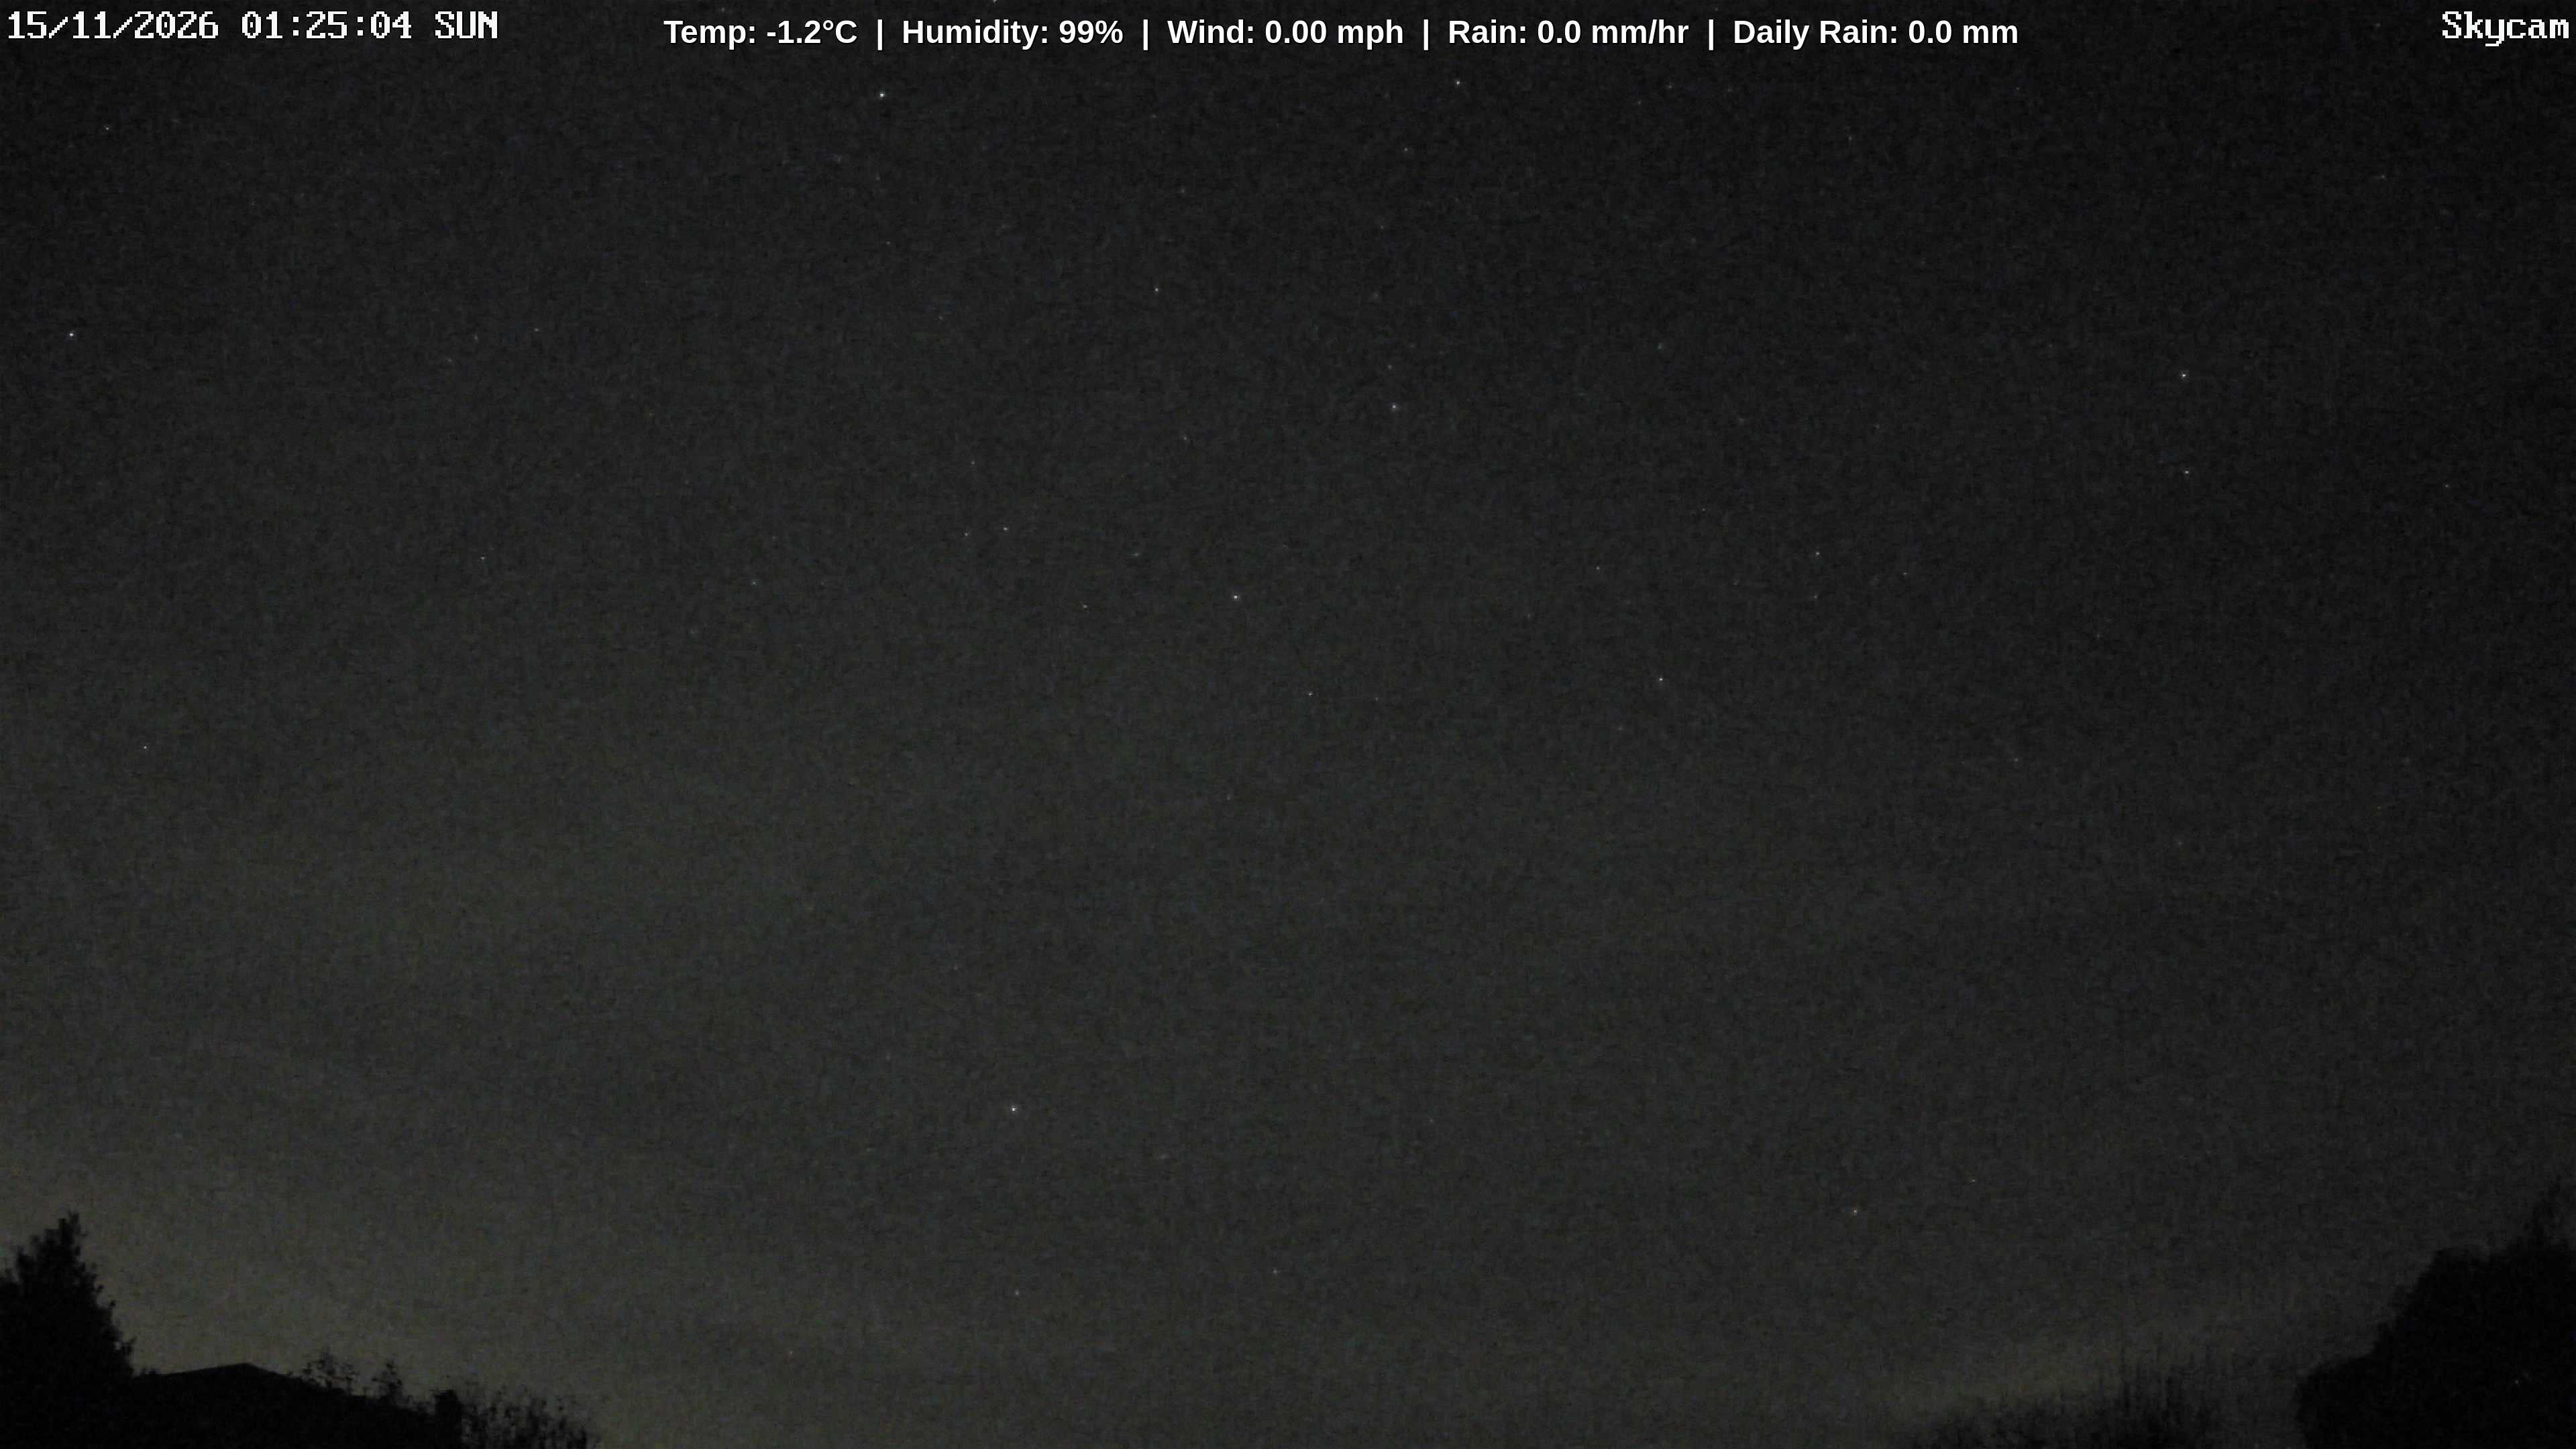 15/11/2026 01:25:04 SUN
Temp: -1.2°C | Humidity: 99% | Wind: 0.00 mph | Rain: 0.0 mm/hr | Daily Rain: 0.0 mm
Skycam